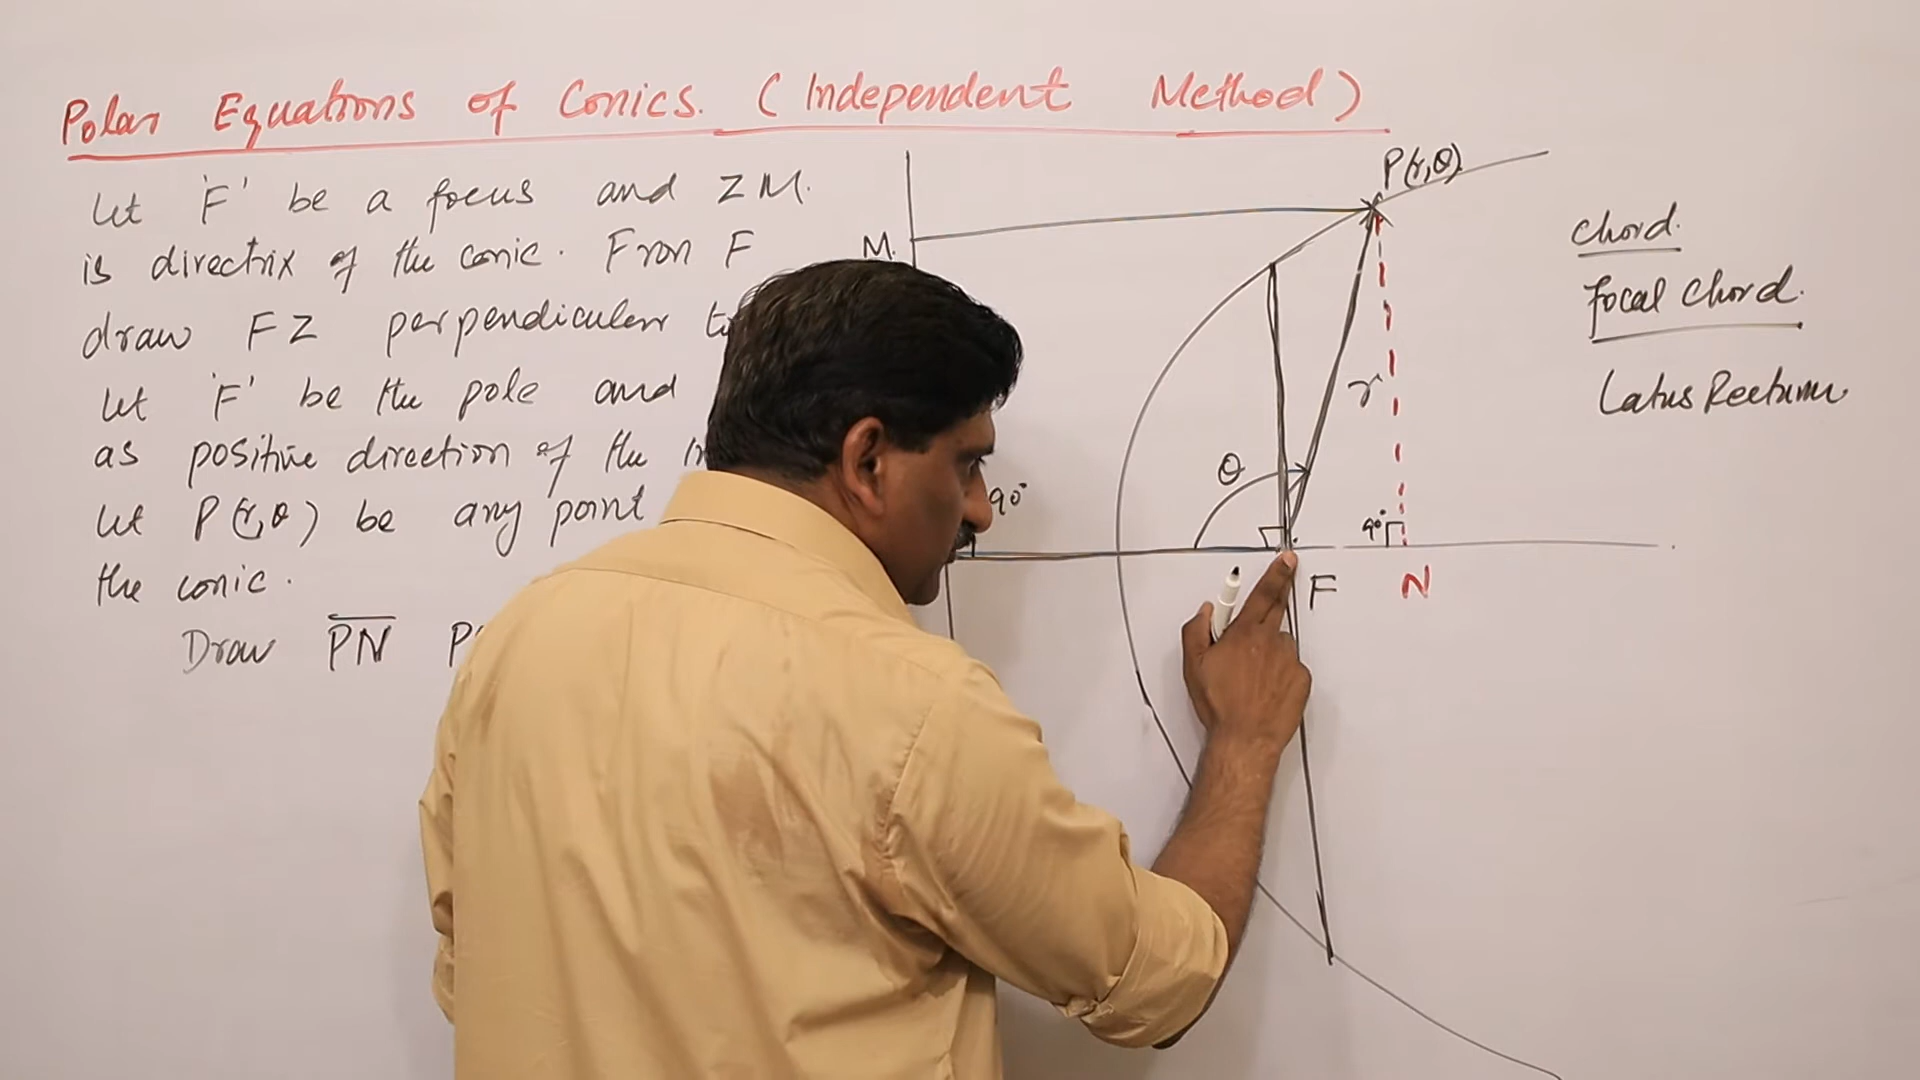 Polar Equations of Conics. (Independent Method)
Let 'F' be a focus and ZM.
is directrix of the conic. From F
draw FZ perpendicular
Let 'F' be the pole and
as positive direction of the
Let P(r,θ) be any point
the conic.
Draw PN
P(r,θ)
M.
r
θ
90°
90°
F
N
Chord.
Focal Chord.
Latus Rectum